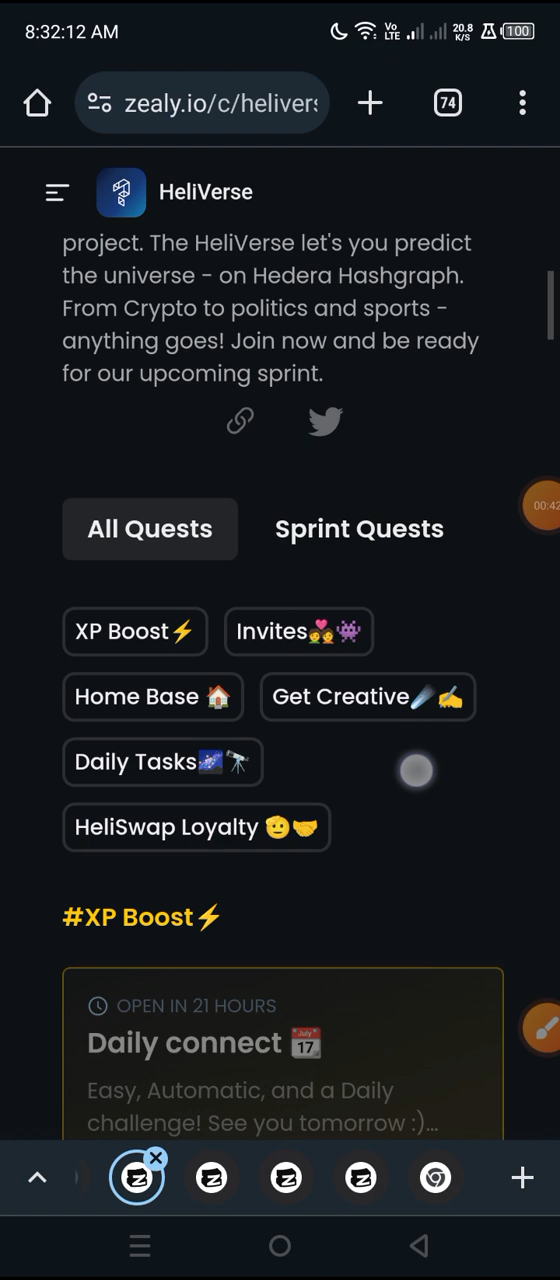 8:32:12 AM
Vo LTE 20.8 K/S 100
zealy.io/c/helivers
74
HeliVerse
project. The HeliVerse let's you predict
the universe - on Hedera Hashgraph.
From Crypto to politics and sports -
anything goes! Join now and be ready
for our upcoming sprint.
00:42
All Quests Sprint Quests
XP Boost⚡ Invites💑👾
Home Base 🏠 Get Creative☄️✍️
Daily Tasks🌌🔭
HeliSwap Loyalty 🫡🤝
#XP Boost⚡
OPEN IN 21 HOURS
Daily connect 📅
Easy, Automatic, and a Daily
challenge! See you tomorrow :)…